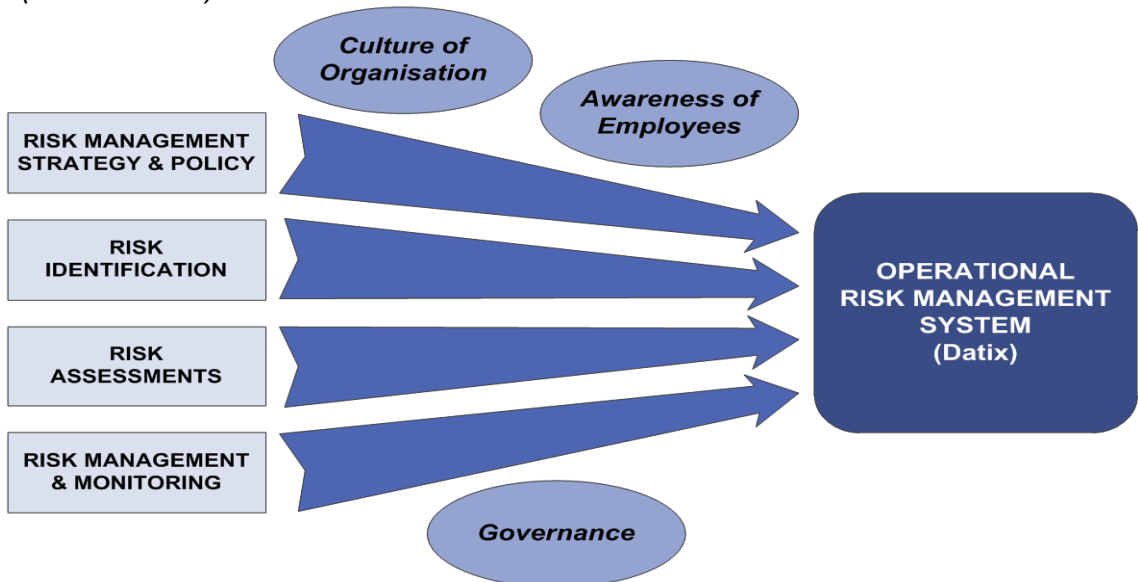 Culture of
Organisation
Awareness of
Employees
RISK MANAGEMENT
STRATEGY & POLICY
RISK
IDENTIFICATION
RISK
ASSESSMENTS
RISK MANAGEMENT
& MONITORING
OPERATIONAL
RISK MANAGEMENT
SYSTEM
(Datix)
Governance